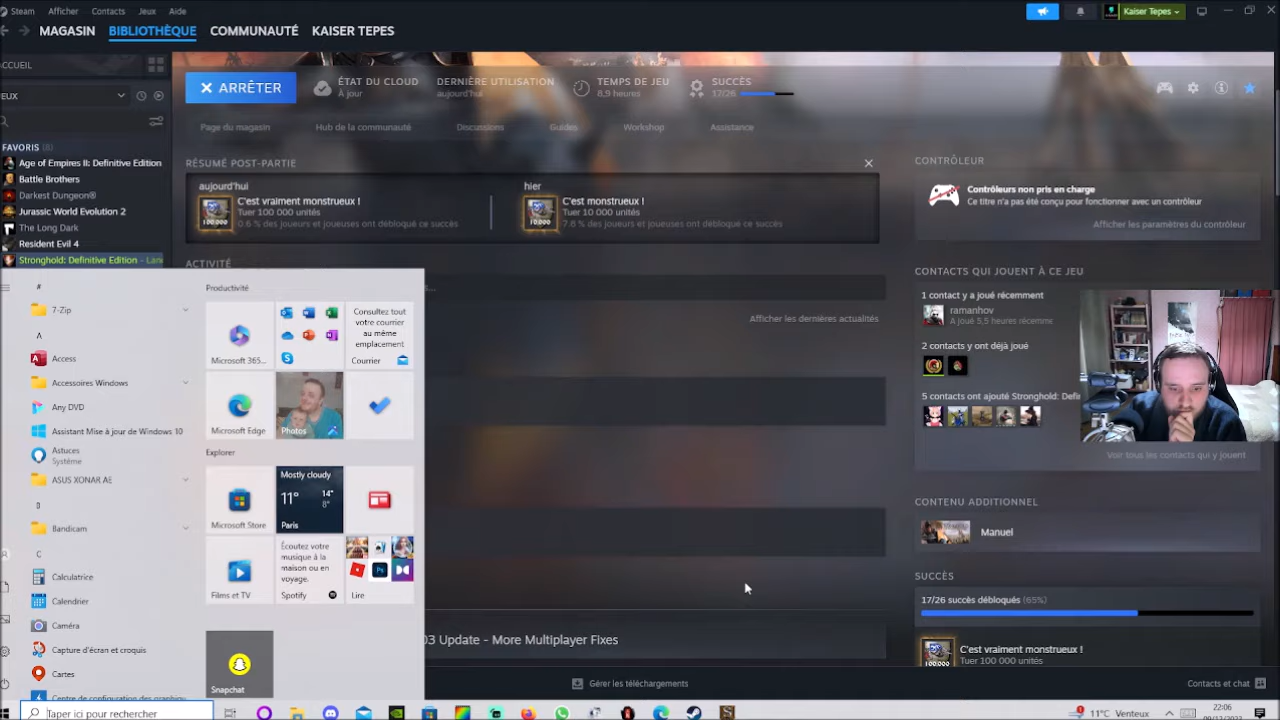 Steam Afficher Contacts Jeux Aide
Kaiser Tepes
MAGASIN BIBLIOTHÈQUE COMMUNAUTÉ KAISER TEPES
ACCUEIL
EUX
ARRÊTER
ÉTAT DU CLOUD
À jour
DERNIÈRE UTILISATION
aujourd'hui
TEMPS DE JEU
8,9 heures
SUCCÈS
17/26
Page du magasin Hub de la communauté Discussions Guides Workshop Assistance
FAVORIS (8)
Age of Empires II: Definitive Edition
Battle Brothers
Darkest Dungeon®
Jurassic World Evolution 2
The Long Dark
Resident Evil 4
Stronghold: Definitive Edition - Lanc
RÉSUMÉ POST-PARTIE
aujourd'hui
C'est vraiment monstrueux !
Tuer 100 000 unités
0.6 % des joueurs et joueuses ont débloqué ce succès
hier
C'est monstrueux !
Tuer 10 000 unités
7.8 % des joueurs et joueuses ont débloqué ce succès
ACTIVITÉ
Afficher les dernières actualités
03 Update - More Multiplayer Fixes
CONTRÔLEUR
Contrôleurs non pris en charge
Ce titre n'a pas été conçu pour fonctionner avec un contrôleur
Afficher les paramètres du contrôleur
CONTACTS QUI JOUENT À CE JEU
1 contact y a joué récemment
ramanhov
A joué 5,5 heures récemme
2 contacts y ont déjà joué
5 contacts ont ajouté Stronghold: Defi
Voir tous les contacts qui y jouent
CONTENU ADDITIONNEL
Manuel
SUCCÈS
17/26 succès débloqués (65%)
C'est vraiment monstrueux !
Tuer 100 000 unités
#
7-Zip
A
Access
Accessoires Windows
Any DVD
Assistant Mise à jour de Windows 10
Astuces
Système
ASUS XONAR AE
B
Bandicam
C
Calculatrice
Calendrier
Caméra
Capture d'écran et croquis
Cartes
Centre de configuration des graphiqu
Productivité
Microsoft 365...
Consultez tout
votre courrier
au même
emplacement
Courrier
Microsoft Edge
Photos
Explorer
Microsoft Store
Mostly cloudy
11° 14°
8°
Paris
Films et TV
Écoutez votre
musique à la
maison ou en
voyage.
Spotify
Lire
Snapchat
Gérer les téléchargements
Contacts et chat
Taper ici pour rechercher
11°C Venteux
22:06